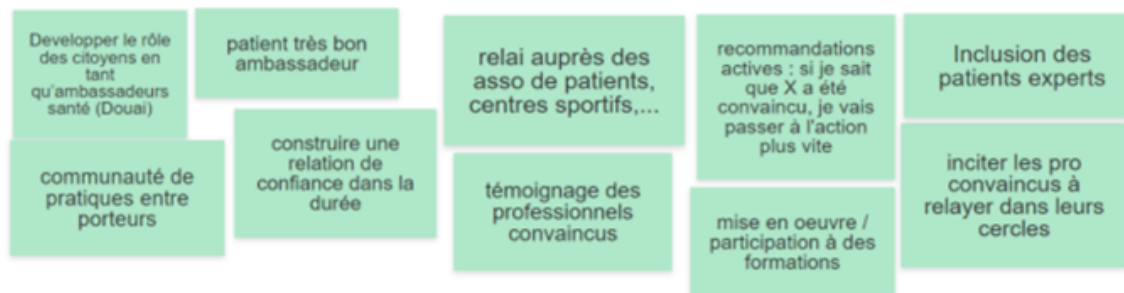 Developper le rôle
des citoyens en
tant
qu'ambassadeurs
santé (Douai)
patient très bon
ambassadeur
relai auprès des
asso de patients,
centres sportifs,...
recommandations
actives : si je sait
que X a été
convaincu, je vais
passer à l'action
plus vite
Inclusion des
patients experts
communauté de
pratiques entre
porteurs
construire une
relation de
confiance dans la
durée
témoignage des
professionnels
convaincus
mise en oeuvre /
participation à des
formations
inciter les pro
convaincus à
relayer dans leurs
cercles